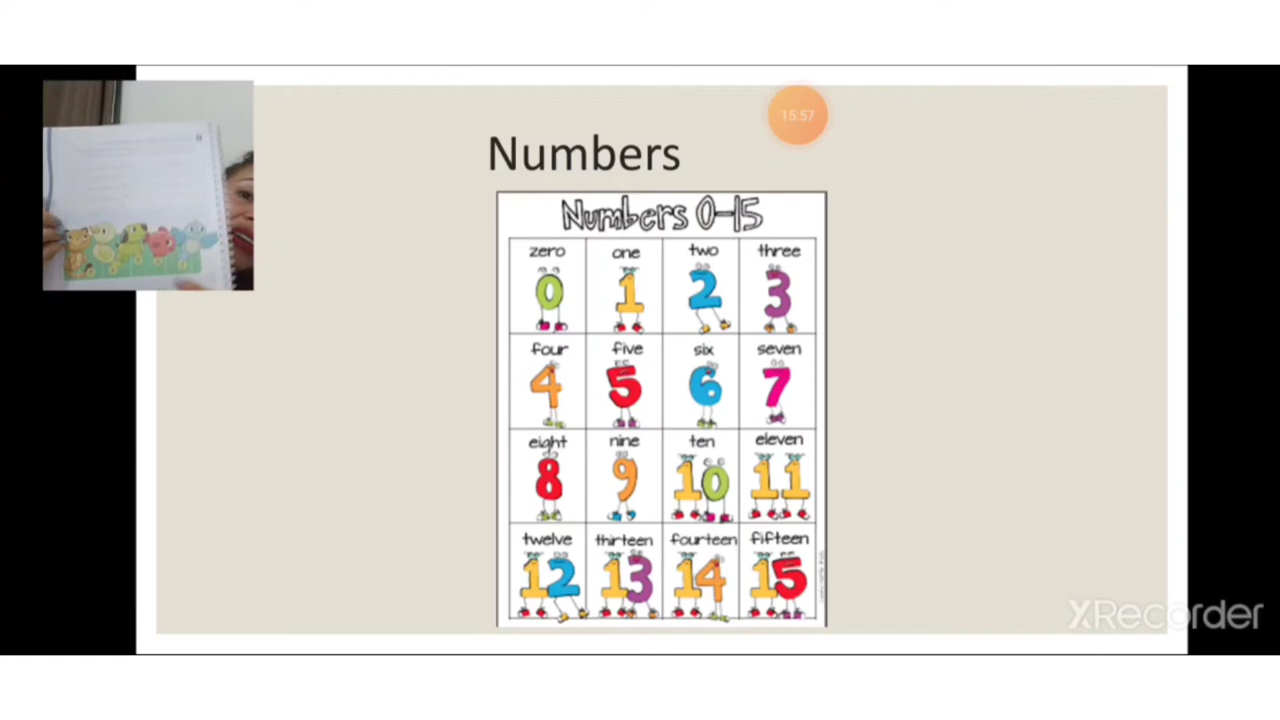 15:57
Numbers
Numbers 0-15
zero one two three
0 1 2 3
four five six seven
4 5 6 7
eight nine ten eleven
8 9 10 11
twelve thirteen fourteen fifteen
12 13 14 15
XRecorder